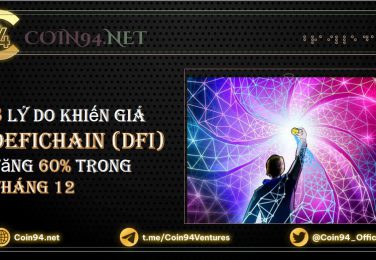 94
COIN94.NET
3 LÝ DO KHIẾN GIÁ
DEFICHAIN (DFI)
TĂNG 60% TRONG
THÁNG 12
Coin94.net
t.me/Coin94Ventures
@Coin94_Offic